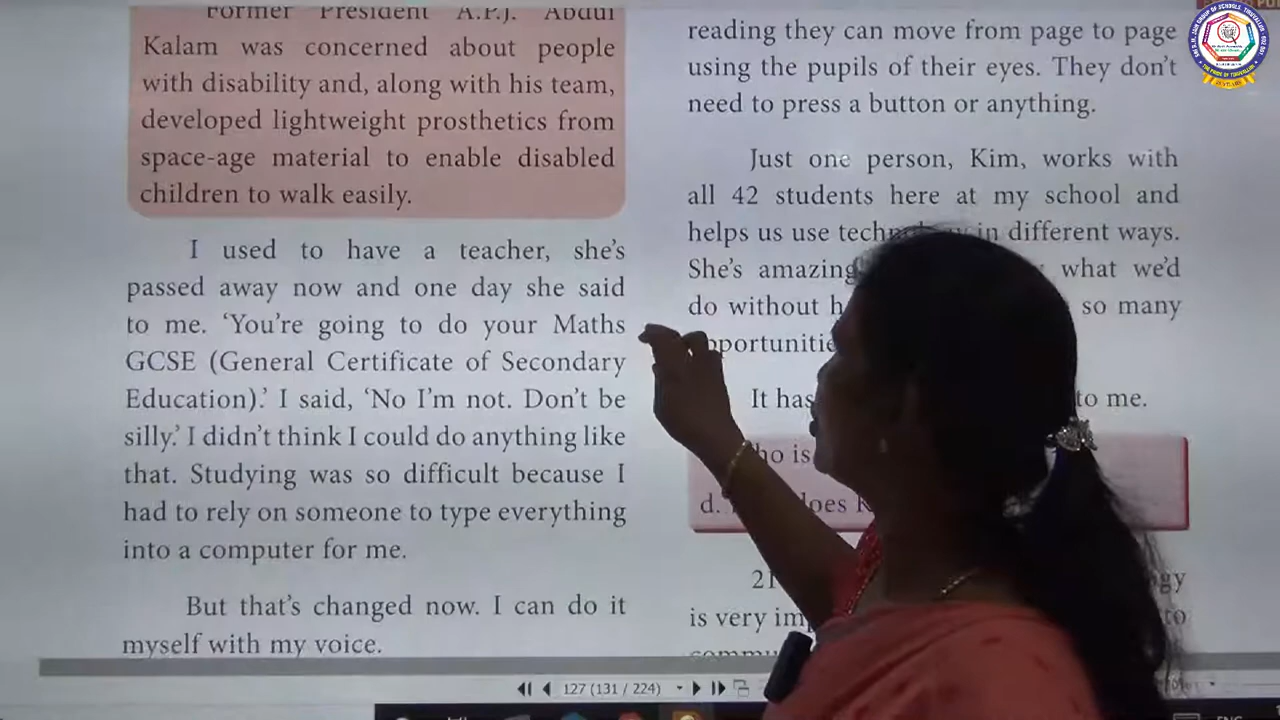 Former President A.P.J. Abdul
Kalam was concerned about people
with disability and, along with his team,
developed lightweight prosthetics from
space-age material to enable disabled
children to walk easily.
I used to have a teacher, she's
passed away now and one day she said
to me. 'You're going to do your Maths
GCSE (General Certificate of Secondary
Education).' I said, 'No I'm not. Don't be
silly.' I didn't think I could do anything like
that. Studying was so difficult because I
had to rely on someone to type everything
into a computer for me.
But that's changed now. I can do it
myself with my voice.
reading they can move from page to page
using the pupils of their eyes. They don't
need to press a button or anything.
Just one person, Kim, works with
all 42 students here at my school and
helps us use technology in different ways.
She's amazing what we'd
do without so many
It has to me.
is
d. does
is very
127 (131 / 224)